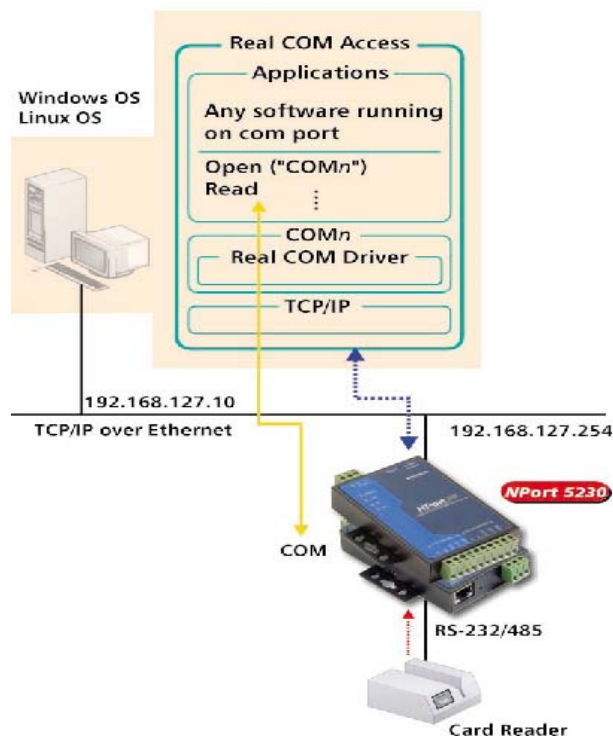 Real COM Access
Applications
Windows OS
Linux OS
Any software running
on com port
Open ("COMn")
Read
COMn
Real COM Driver
TCP/IP
192.168.127.10
TCP/IP over Ethernet
192.168.127.254
NPort 5230
COM
RS-232/485
Card Reader